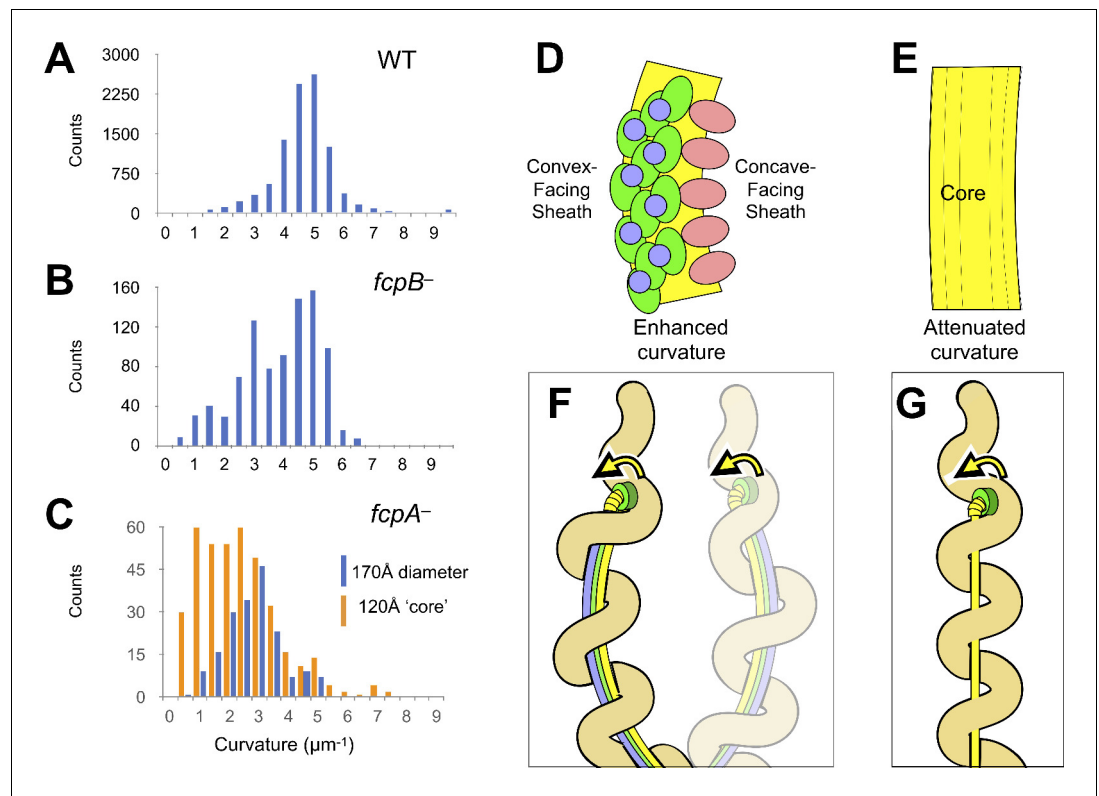 A
WT
3000
2250
1500
750
0
Counts
0 1 2 3 4 5 6 7 8 9
B
fcpB–
160
120
80
40
0
Counts
0 1 2 3 4 5 6 7 8 9
C
fcpA–
60
45
30
15
0
Counts
170Å diameter
120Å ‘core’
0 1 2 3 4 5 6 7 8 9
Curvature (µm-1)
D
Convex-
Facing
Sheath
Concave-
Facing
Sheath
Enhanced
curvature
E
Core
Attenuated
curvature
F
G